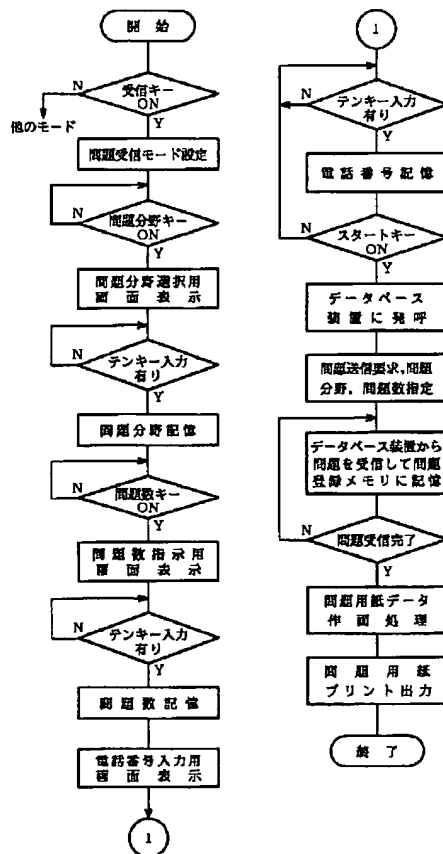 開始
受信キー
ON
N
Y
他のモード
問題受信モード設定
問題分野キー
ON
N
Y
問題分野選択用
画面表示
テンキー入力
有り
N
Y
問題分野記憶
問題数キー
ON
N
Y
問題数指示用
画面表示
テンキー入力
有り
N
Y
問題数記憶
電話番号入力用
画面表示
1
1
テンキー入力
有り
N
Y
電話番号記憶
スタートキー
ON
N
Y
データベース
装置に発呼
問題送信要求,問題
分野,問題数指定
データベース装置から
問題を受信して問題
登録メモリに記憶
問題受信完了
N
Y
問題用紙データ
作画処理
問題用紙
プリント出力
終了